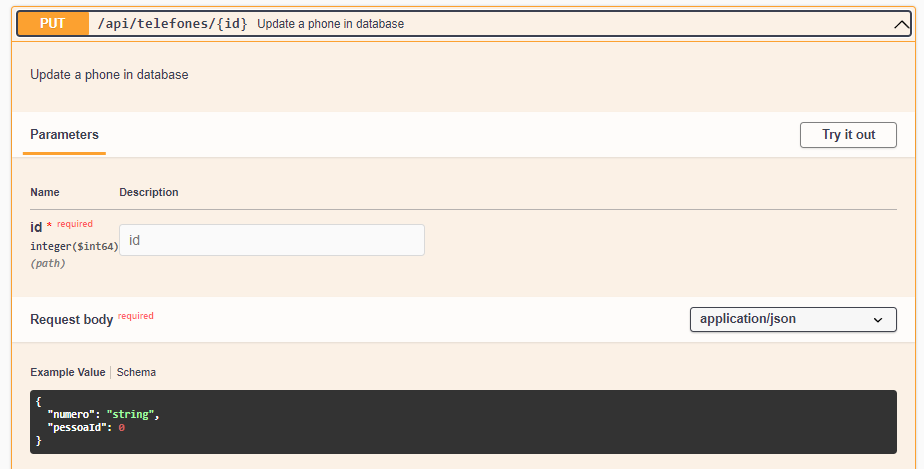 PUT /api/telefones/{id} Update a phone in database
Update a phone in database
Parameters
Try it out
Name Description
id * required
integer($int64)
(path)
id
Request body required
application/json
Example Value Schema
{
"numero": "string",
"pessoaId": 0
}